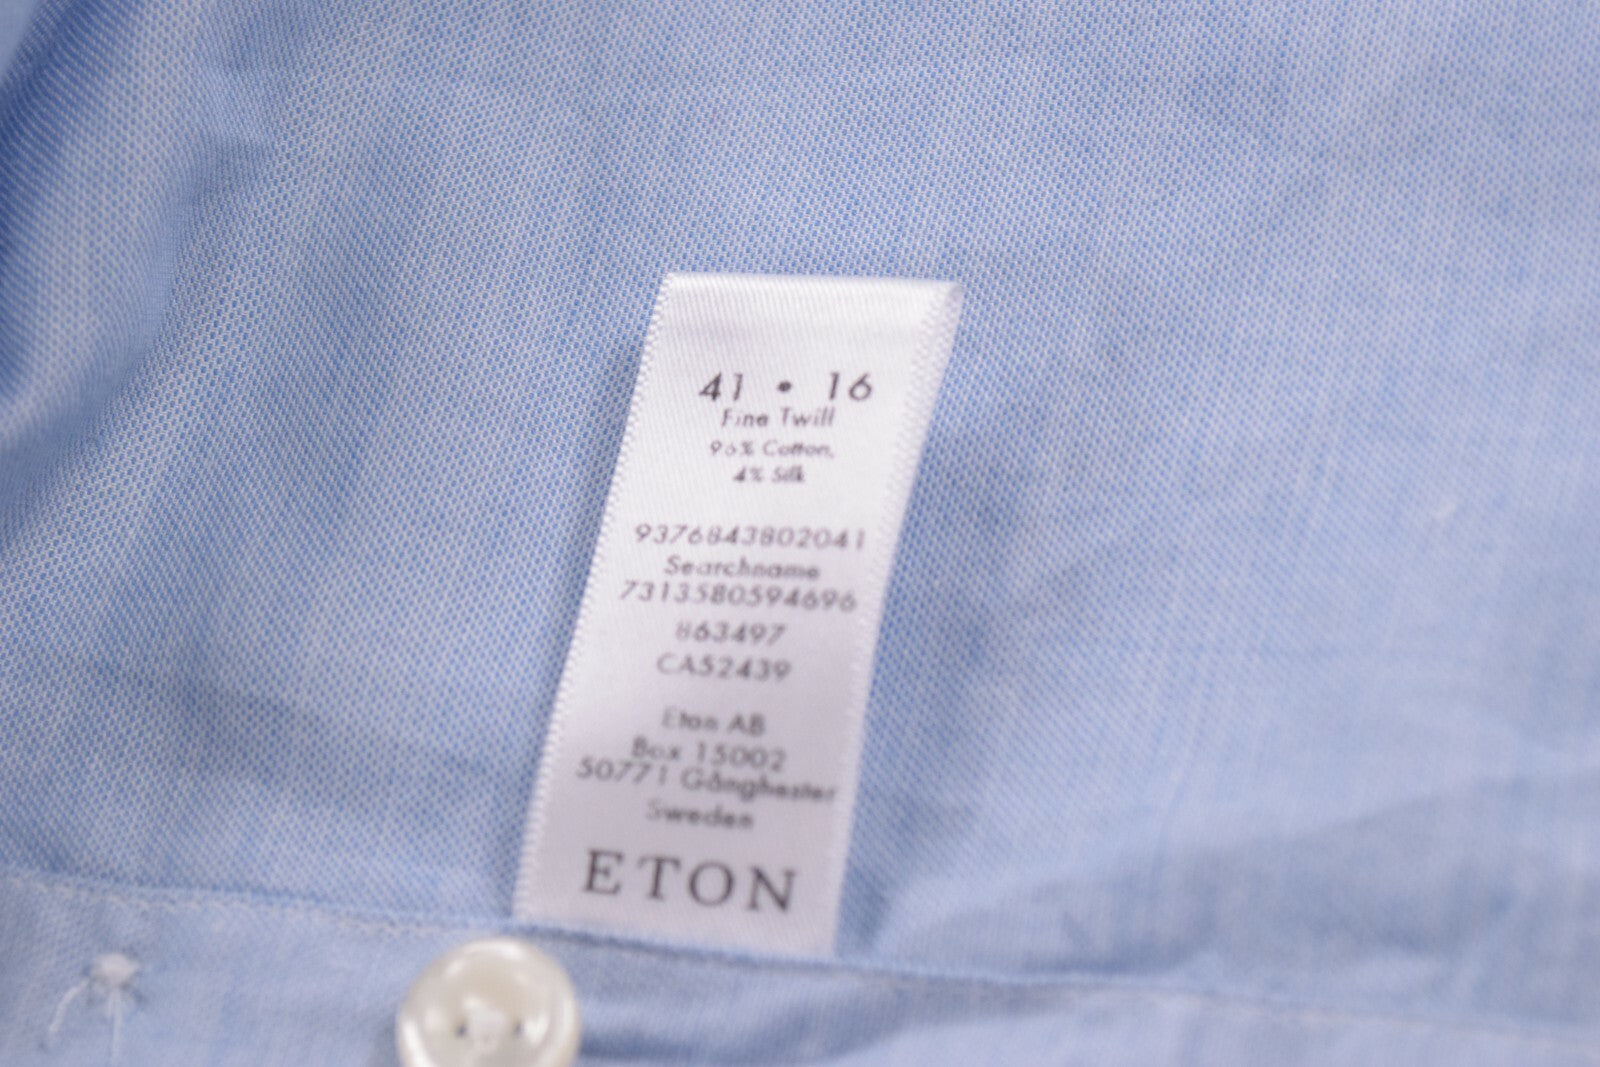 41 • 16
Fine Twill
96% Cotton,
4% Silk
9376843802041
Searchname
7313580594696
863497
CA52439
Eton AB
Box 15002
50771 Gånghester
Sweden
ETON